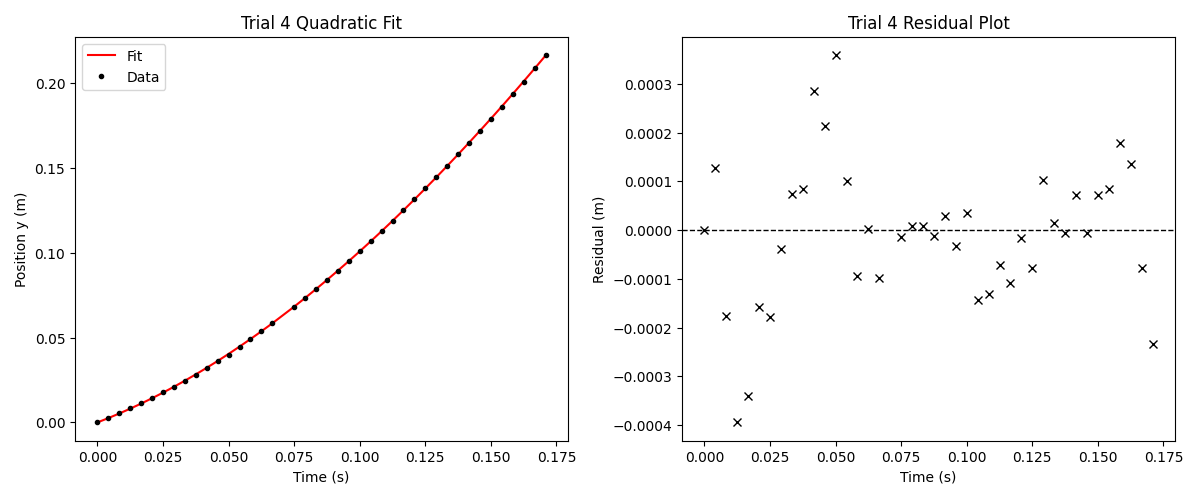 Trial 4 Quadratic Fit
Fit
Data
0.20
0.15
0.10
0.05
0.00
Position y (m)
0.000 0.025 0.050 0.075 0.100 0.125 0.150 0.175
Time (s)
Trial 4 Residual Plot
0.0003
0.0002
0.0001
0.0000
−0.0001
−0.0002
−0.0003
−0.0004
Residual (m)
0.000 0.025 0.050 0.075 0.100 0.125 0.150 0.175
Time (s)